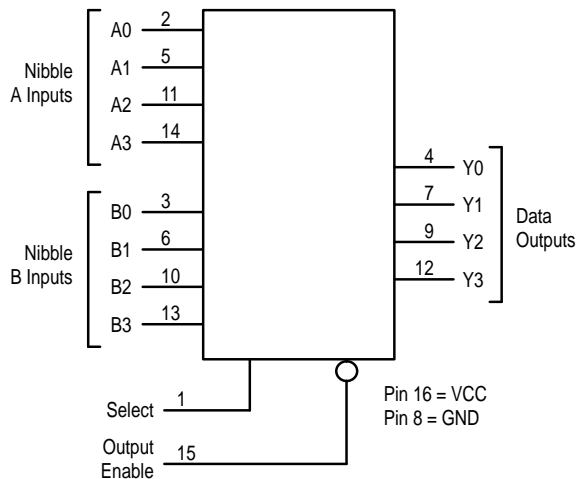 Nibble
A Inputs
A0 2
A1 5
A2 11
A3 14
Nibble
B Inputs
B0 3
B1 6
B2 10
B3 13
4 Y0
7 Y1
9 Y2
12 Y3
Data
Outputs
Select 1
Output
Enable
15
Pin 16 = VCC
Pin 8 = GND